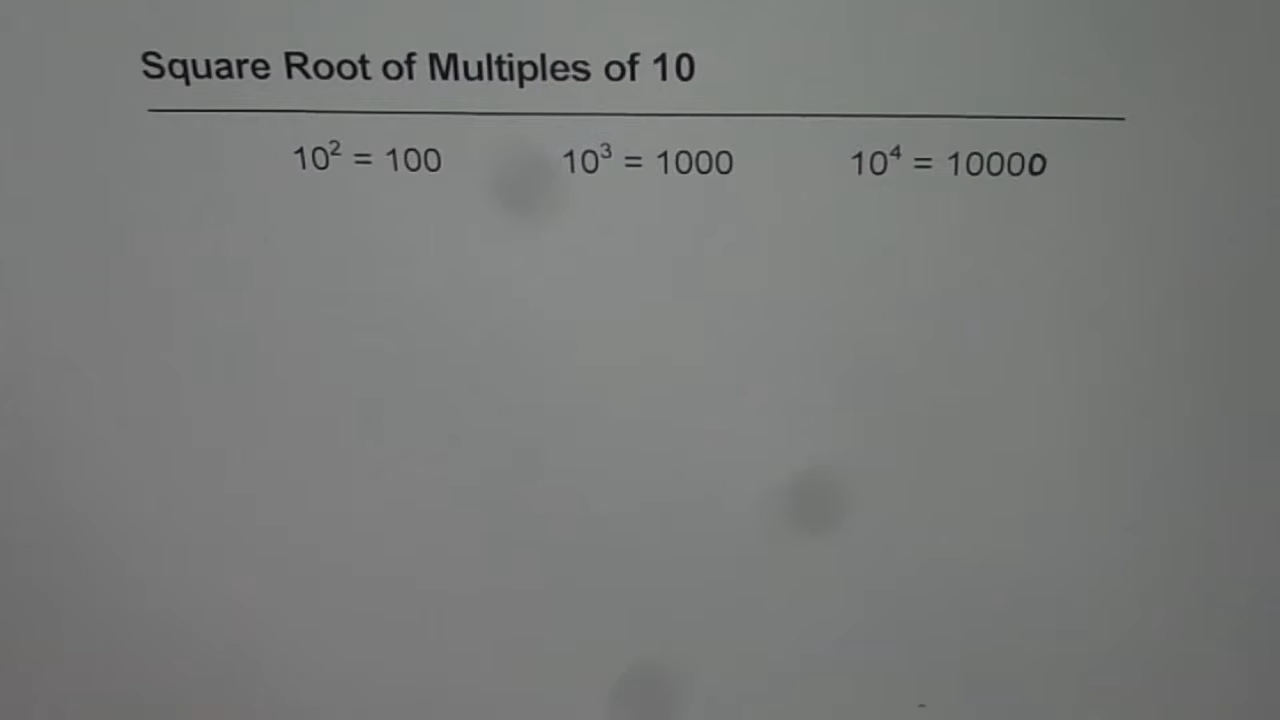 Square Root of Multiples of 10
10² = 100 10³ = 1000 10⁴ = 10000